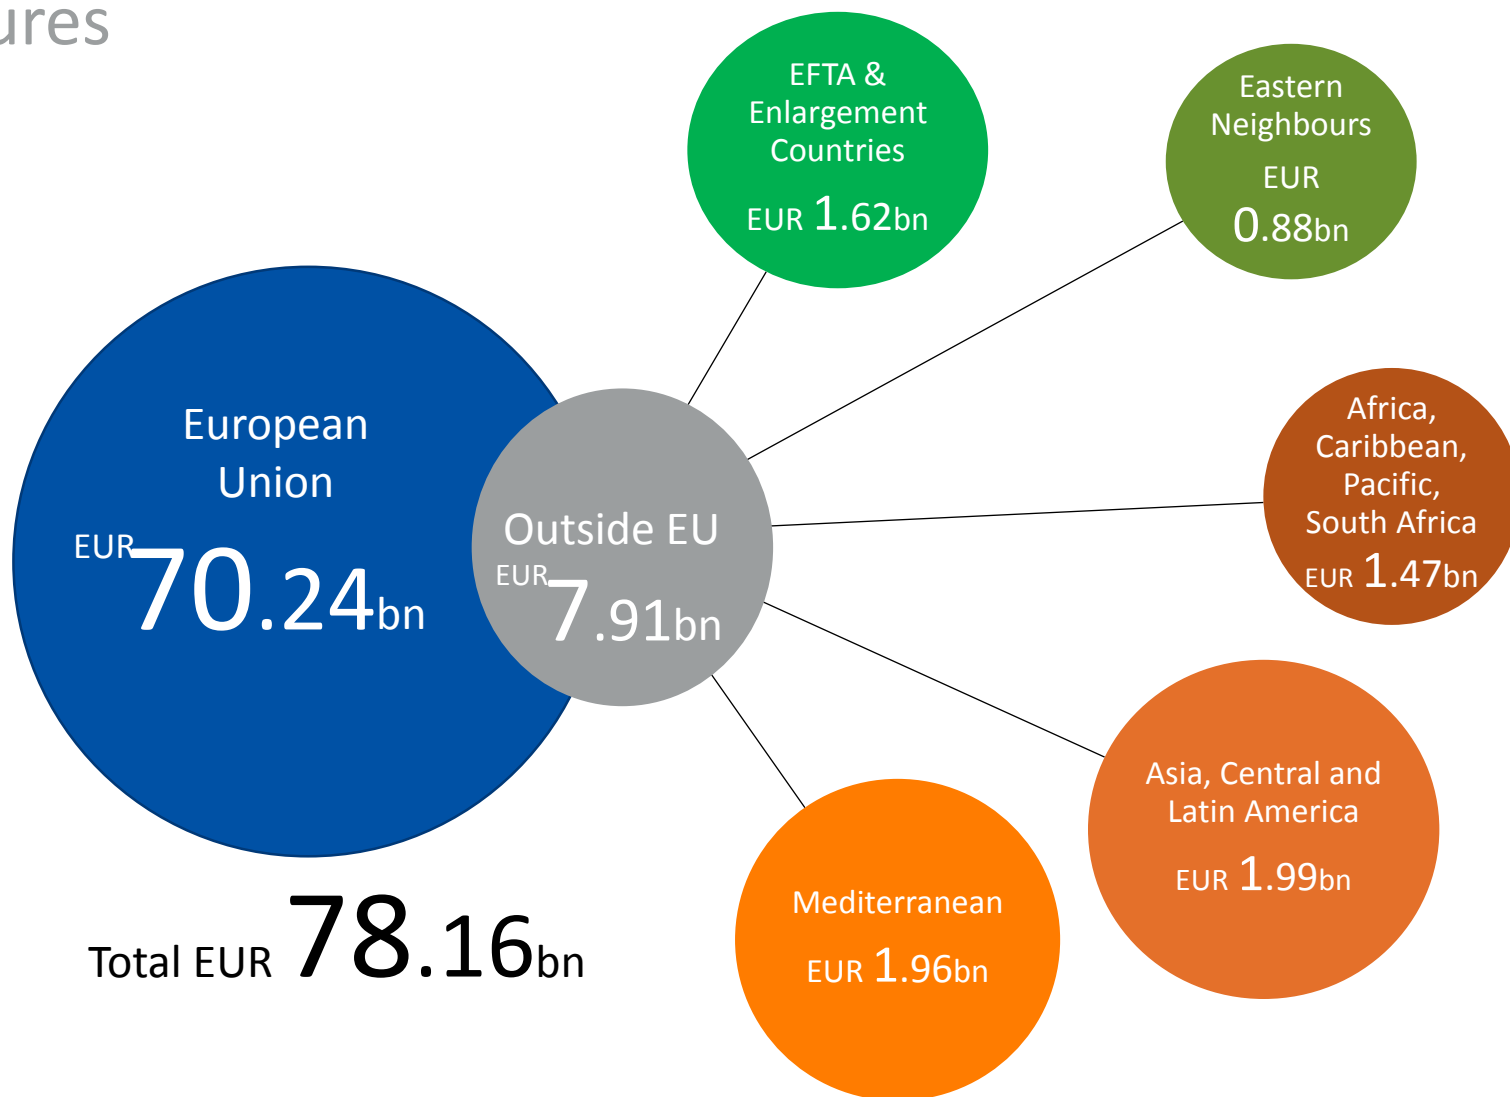 European
Union
EUR 70.24bn
Outside EU
EUR 7.91bn
Total EUR 78.16bn
EFTA &
Enlargement
Countries
EUR 1.62bn
Eastern
Neighbours
EUR
0.88bn
Africa,
Caribbean,
Pacific,
South Africa
EUR 1.47bn
Asia, Central and
Latin America
EUR 1.99bn
Mediterranean
EUR 1.96bn